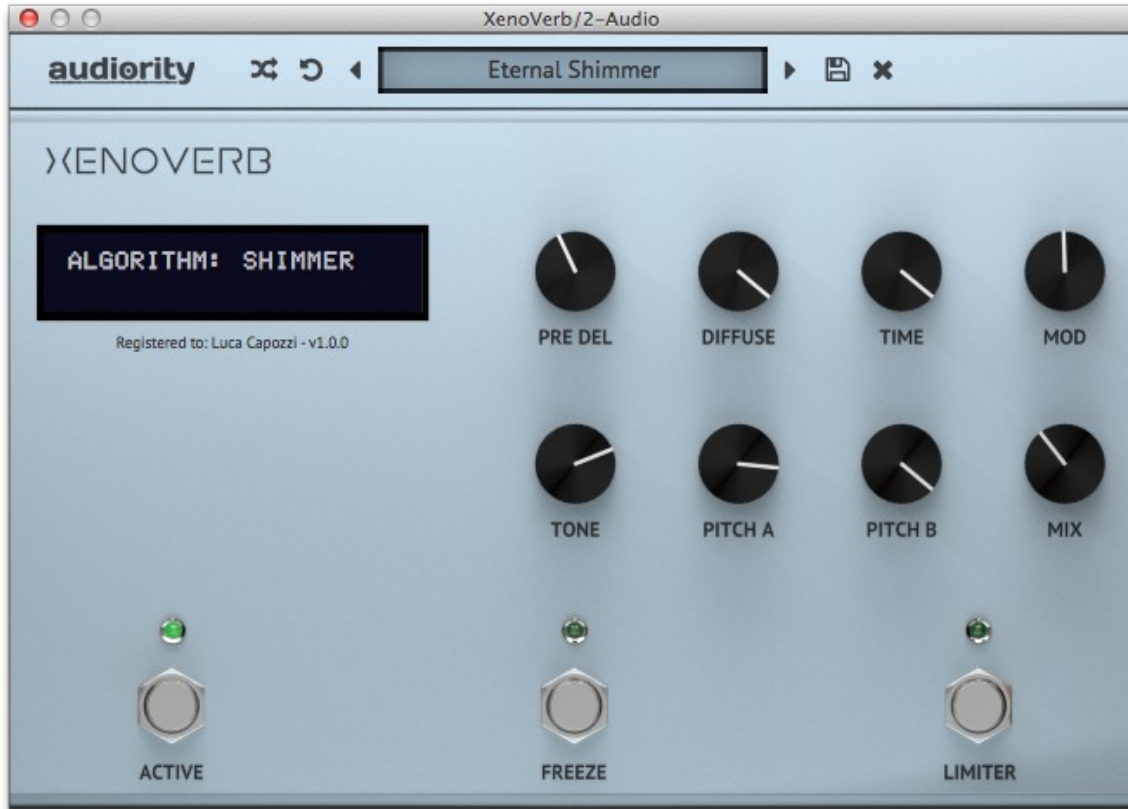 XenoVerb/2-Audio
audiority
Eternal Shimmer
XENOVERB
ALGORITHM: SHIMMER
Registered to: Luca Capozzi - v1.0.0
PRE DEL DIFFUSE TIME MOD
TONE PITCH A PITCH B MIX
ACTIVE FREEZE LIMITER